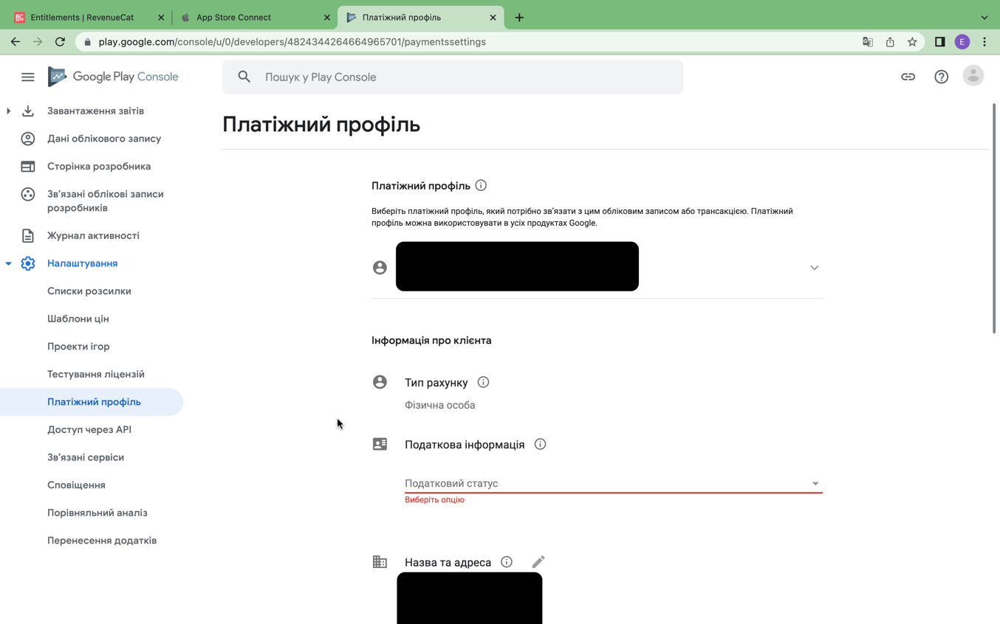 Entitlements | RevenueCat
App Store Connect
Платіжний профіль
play.google.com/console/u/0/developers/4824344264664965701/paymentssettings
E
Google Play Console
Пошук у Play Console
Завантаження звітів
Дані облікового запису
Сторінка розробника
Зв’язані облікові записи
розробників
Журнал активності
Налаштування
Списки розсилки
Шаблони цін
Проекти ігор
Тестування ліцензій
Платіжний профіль
Доступ через API
Зв’язані сервіси
Сповіщення
Порівняльний аналіз
Перенесення додатків
Платіжний профіль
Платіжний профіль
Виберіть платіжний профіль, який потрібно зв’язати з цим обліковим записом або трансакцією. Платіжний
профіль можна використовувати в усіх продуктах Google.
Інформація про клієнта
Тип рахунку
Фізична особа
Податкова інформація
Податковий статус
Виберіть опцію
Назва та адреса